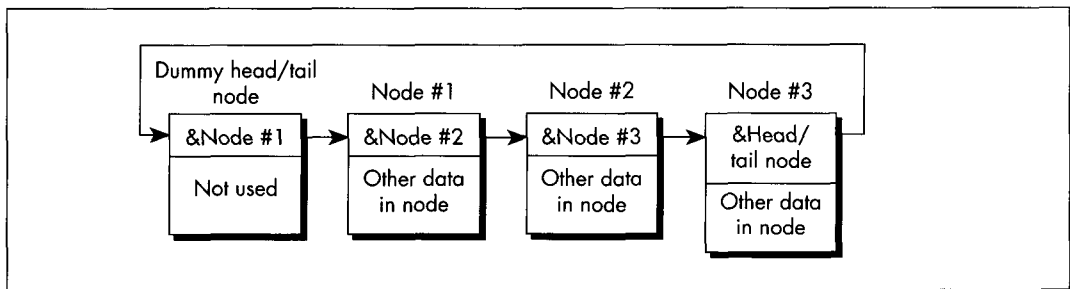 Dummy head/tail
node
Node #1
Node #2
Node #3
&Node #1
Not used
&Node #2
Other data
in node
&Node #3
Other data
in node
&Head/
tail node
Other data
in node